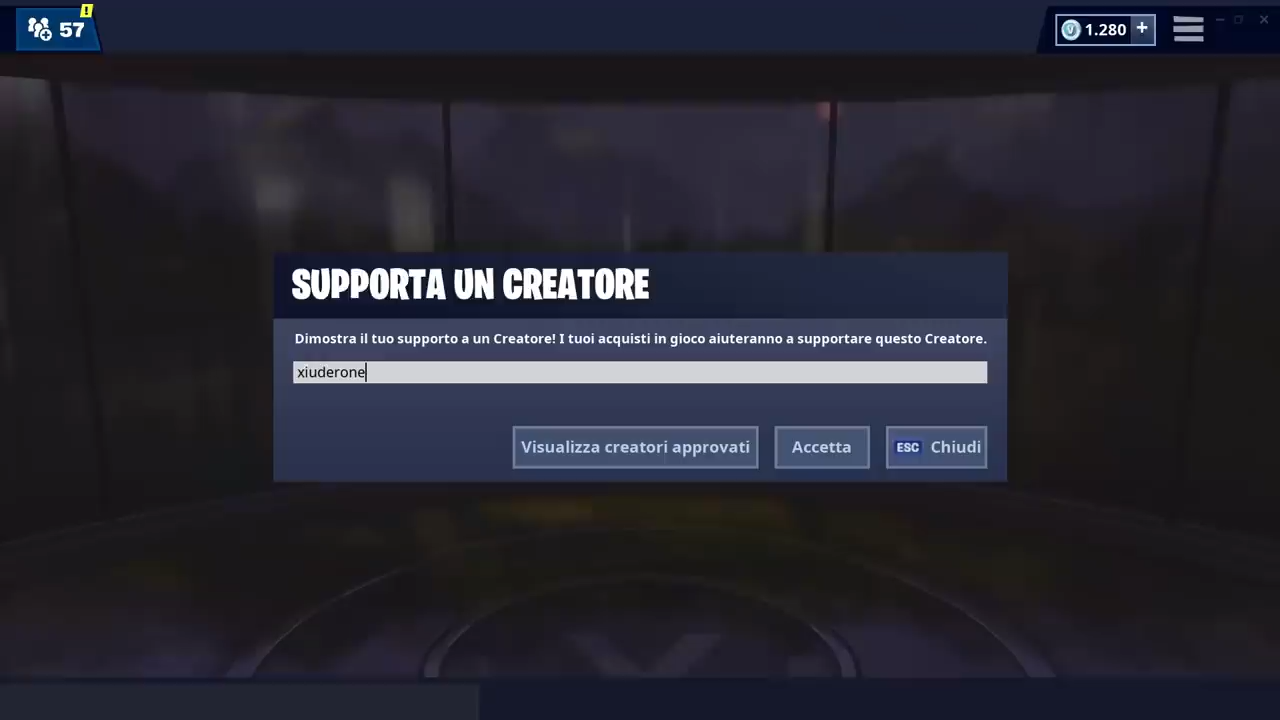 57
!
1.280 +
SUPPORTA UN CREATORE
Dimostra il tuo supporto a un Creatore! I tuoi acquisti in gioco aiuteranno a supportare questo Creatore.
xiuderone
Visualizza creatori approvati
Accetta
ESC Chiudi